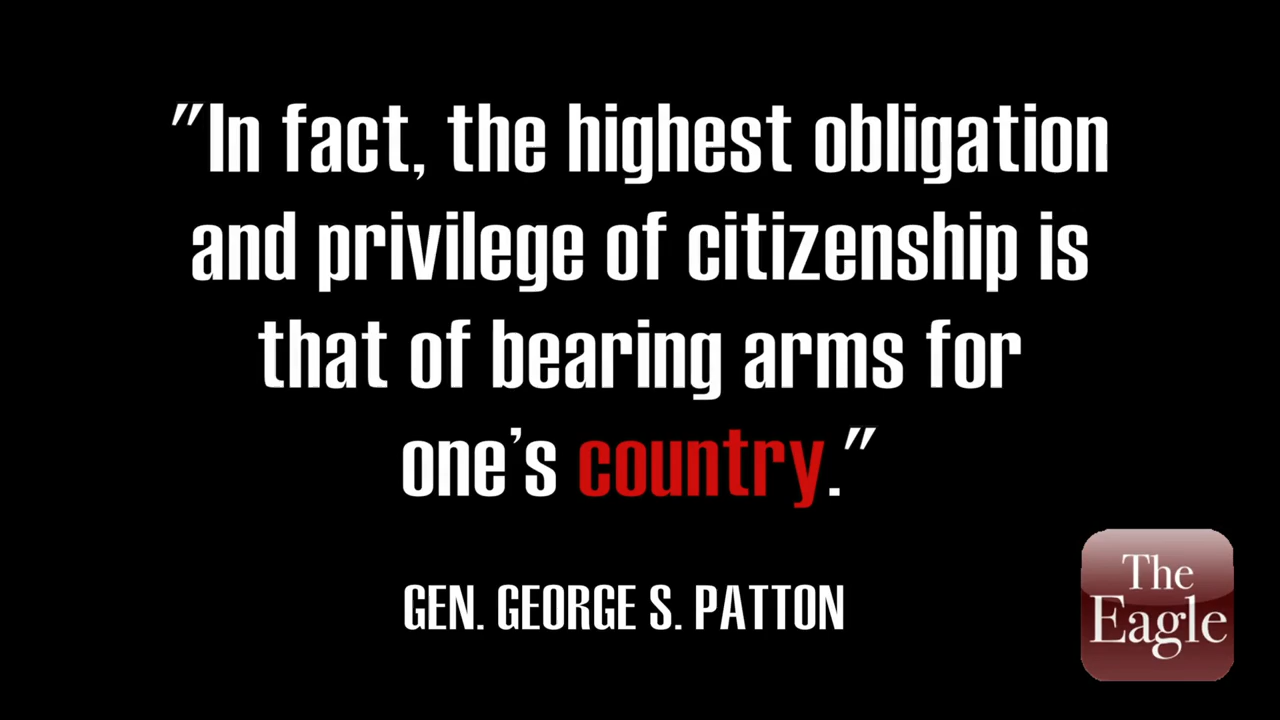 "In fact, the highest obligation
and privilege of citizenship is
that of bearing arms for
one's country."
GEN. GEORGE S. PATTON
The
Eagle